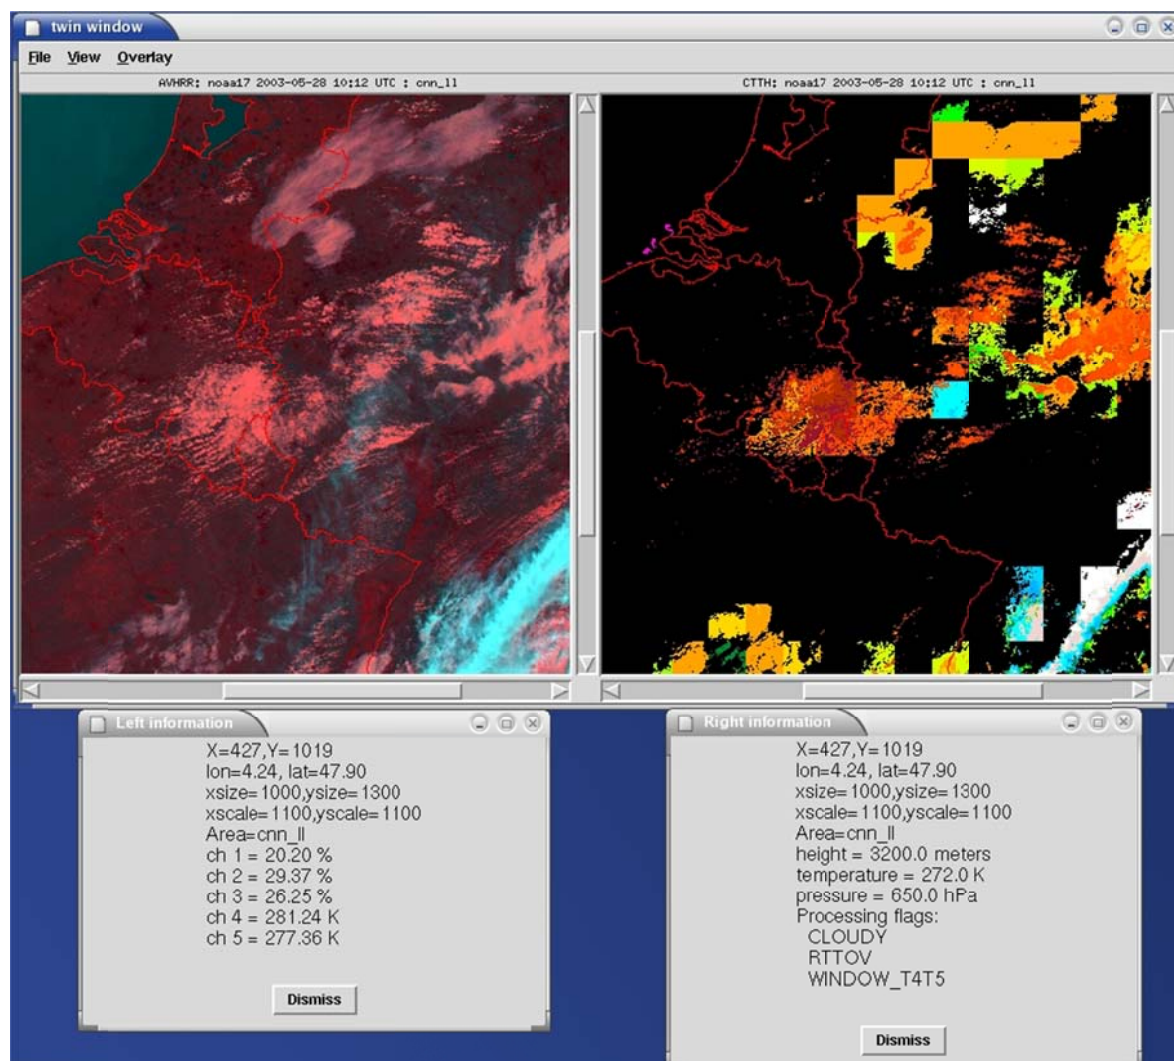 twin window
File View Overlay
AVHRR: noaa17 2003-05-28 10:12 UTC : cnn_ll
CTTH: noaa17 2003-05-28 10:12 UTC : cnn_ll
Left information
X=427,Y=1019
lon=4.24, lat=47.90
xsize=1000,ysize=1300
xscale=1100,yscale=1100
Area=cnn_ll
ch 1 = 20.20 %
ch 2 = 29.37 %
ch 3 = 26.25 %
ch 4 = 281.24 K
ch 5 = 277.36 K
Dismiss
Right information
X=427,Y=1019
lon=4.24, lat=47.90
xsize=1000,ysize=1300
xscale=1100,yscale=1100
Area=cnn_ll
height = 3200.0 meters
temperature = 272.0 K
pressure = 650.0 hPa
Processing flags:
CLOUDY
RTTOV
WINDOW_T4T5
Dismiss